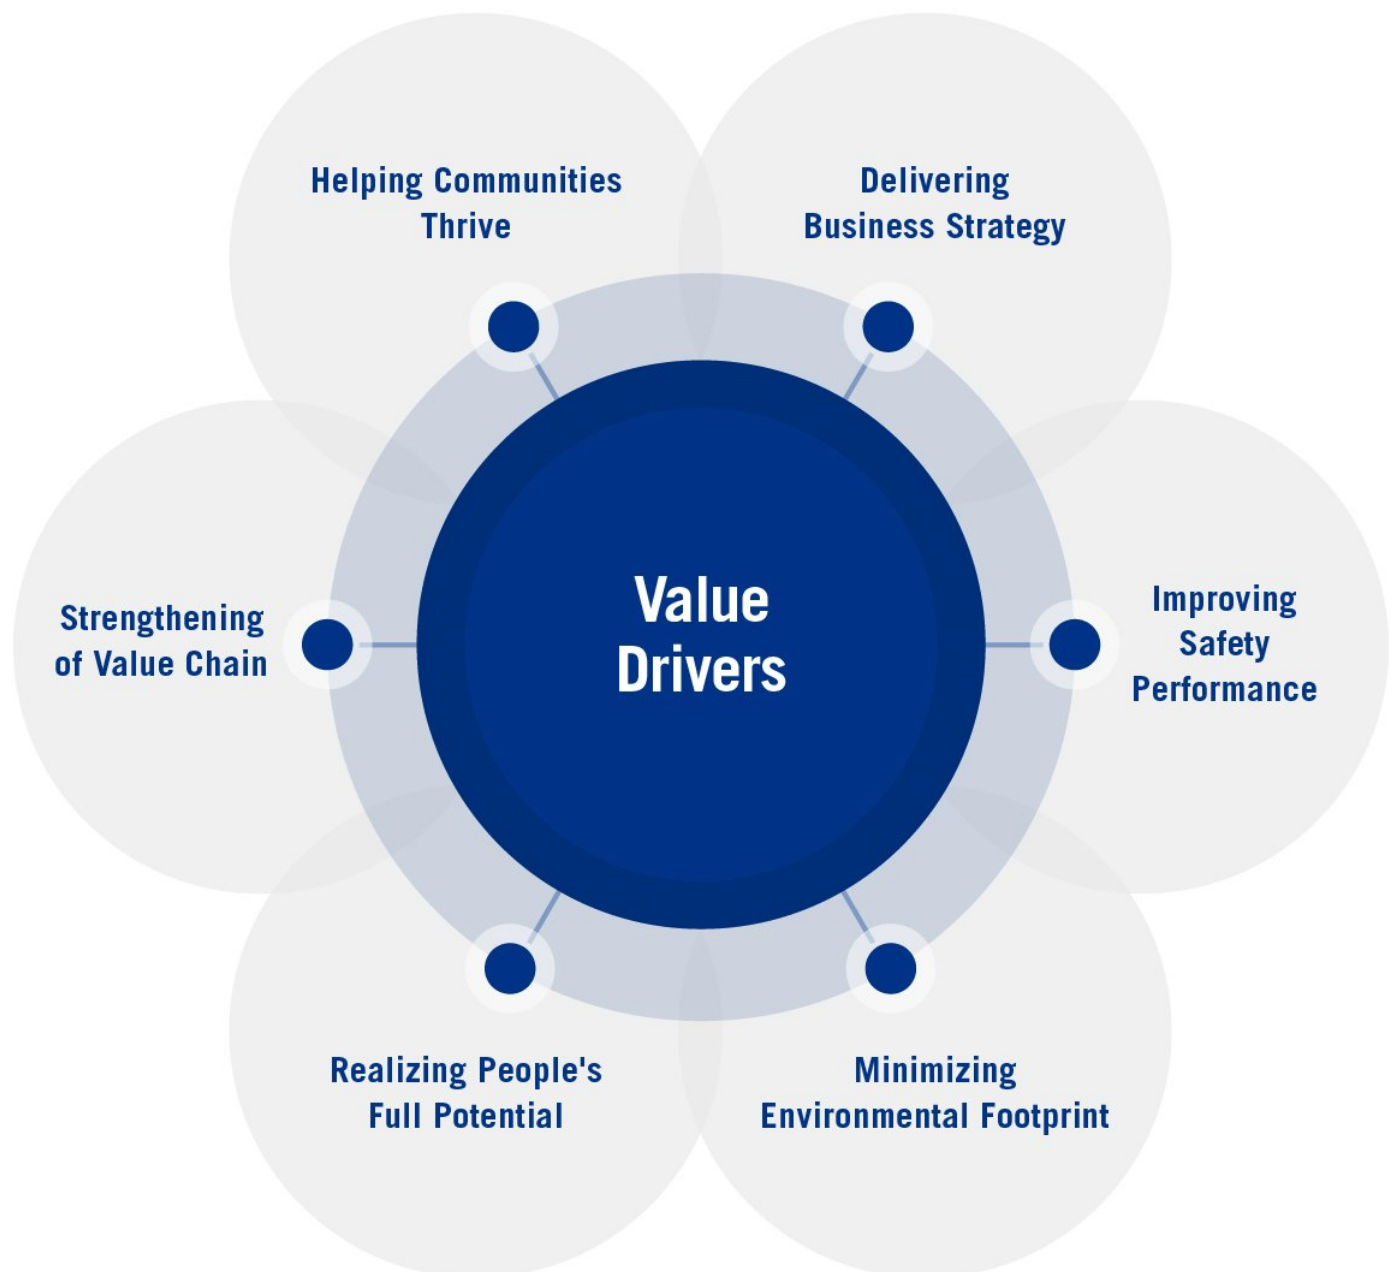 Helping Communities
Thrive
Delivering
Business Strategy
Strengthening
of Value Chain
Value
Drivers
Improving
Safety
Performance
Realizing People's
Full Potential
Minimizing
Environmental Footprint